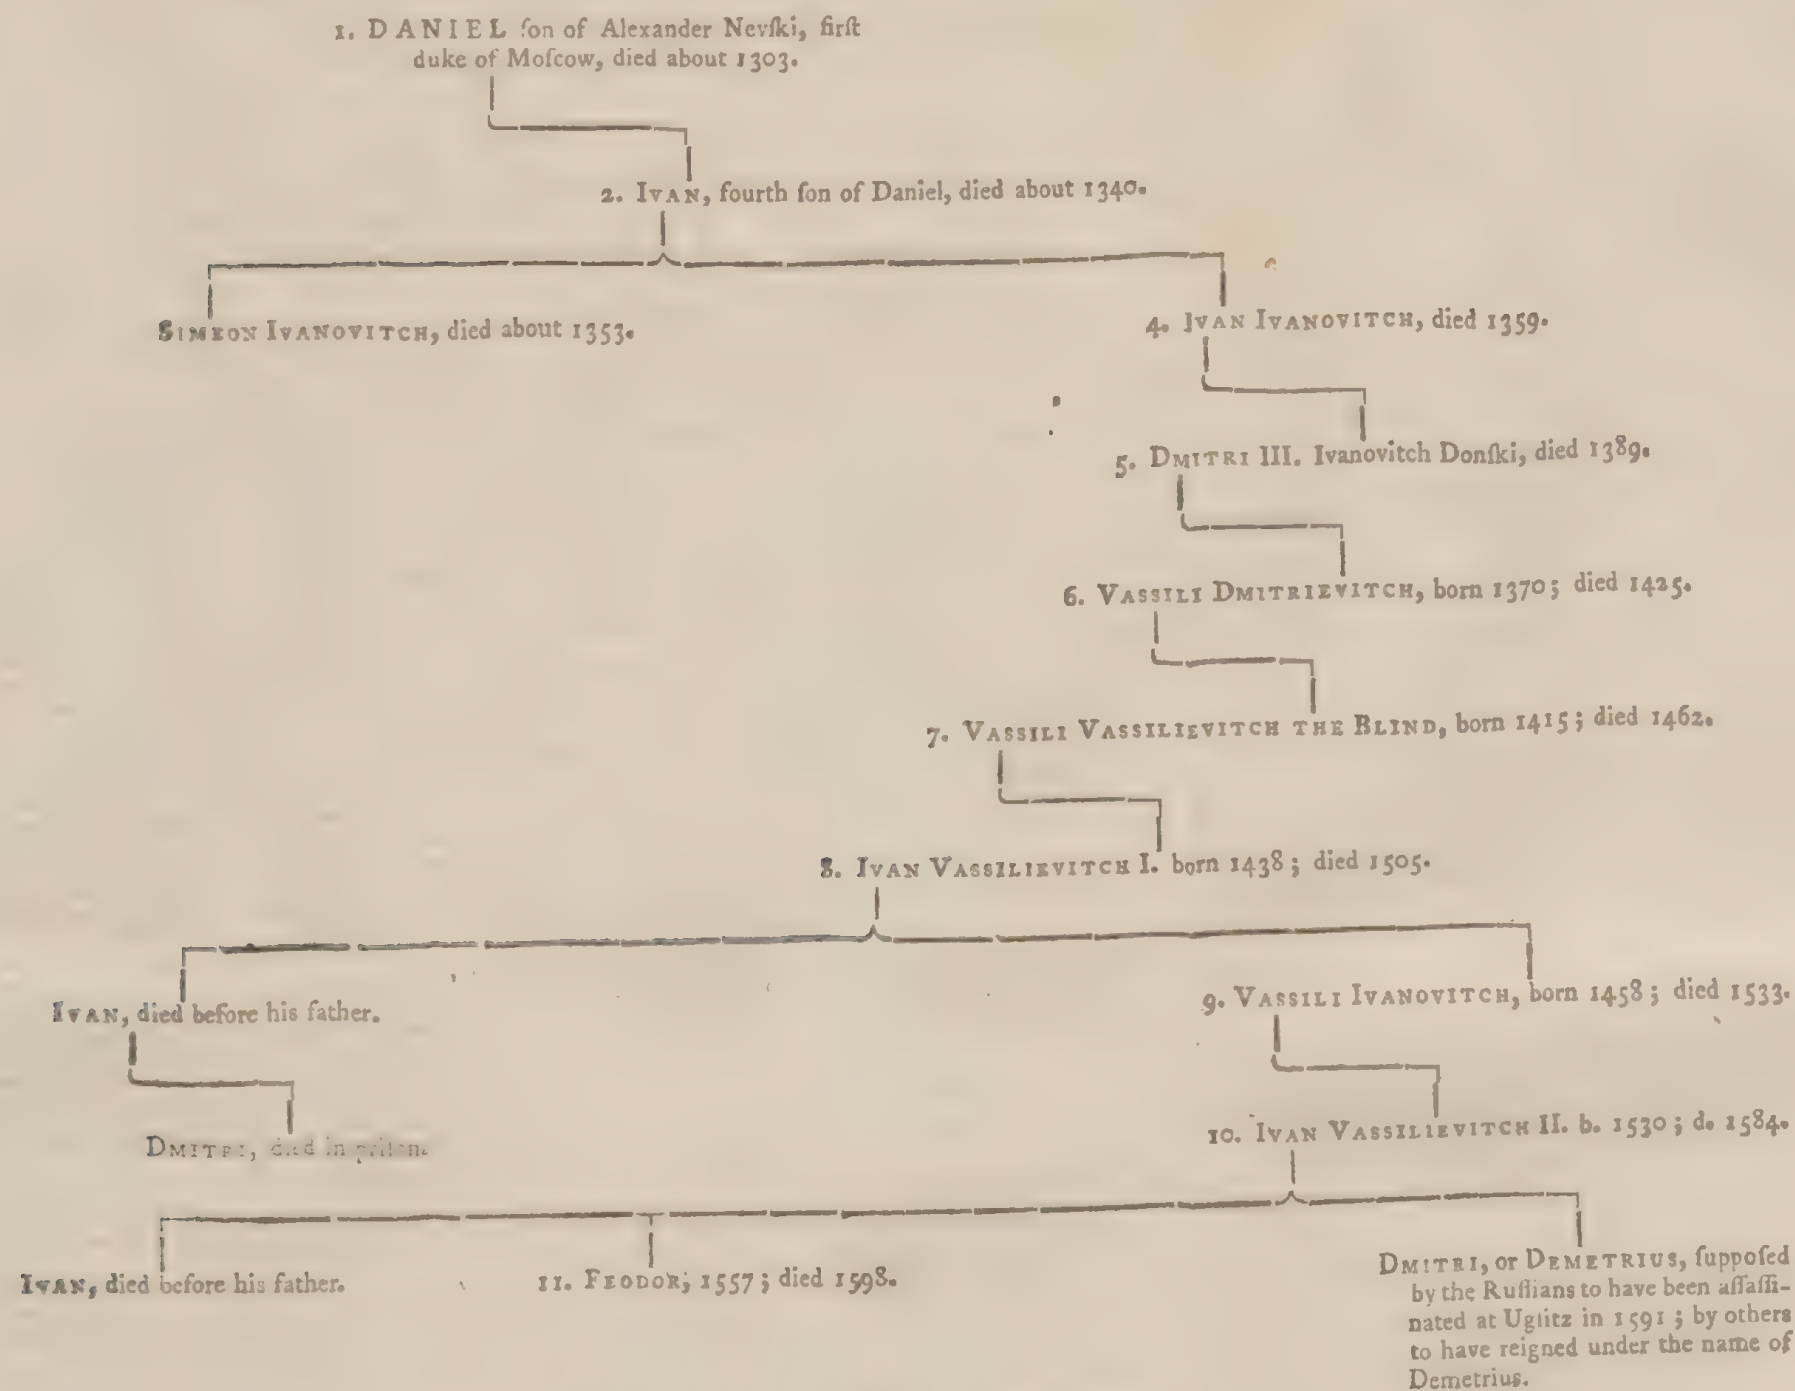 1. DANIEL ſon of Alexander Nevſki, firſt
duke of Moſcow, died about 1303.
2. IVAN, fourth ſon of Daniel, died about 1340.
SIMEON IVANOVITCH, died about 1353.
4. IVAN IVANOVITCH, died 1359.
5. DMITRI III. Ivanovitch Donſki, died 1389.
6. VASSILI DMITRIEVITCH, born 1370; died 1425.
7. VASSILI VASSILIEVITCH THE BLIND, born 1415; died 1462.
8. IVAN VASSILIEVITCH I. born 1438; died 1505.
IVAN, died before his father.
9. VASSILI IVANOVITCH, born 1458; died 1533.
DMITRI, died in priſon.
10. IVAN VASSILIEVITCH II. b. 1530; d. 1584.
IVAN, died before his father.
11. FEODOR; 1557; died 1598.
DMITRI, or DEMETRIUS, ſuppoſed
by the Ruſſians to have been aſſaſſi-
nated at Uglitz in 1591; by others
to have reigned under the name of
Demetrius.